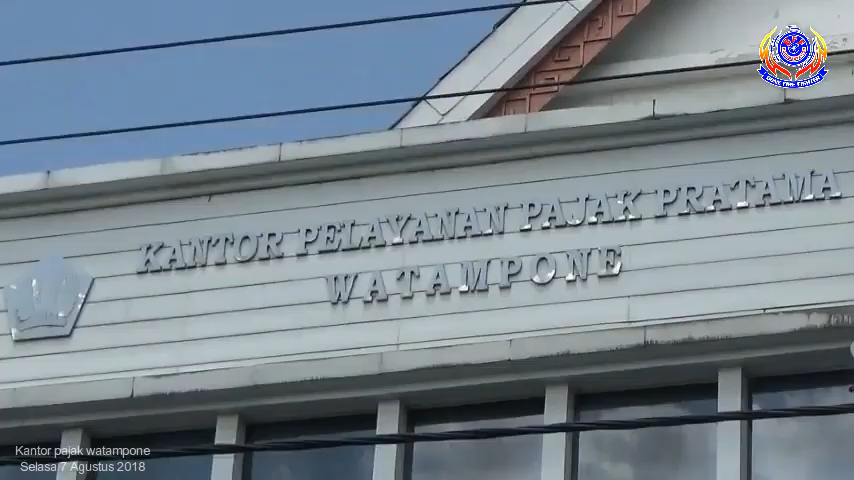 KANTOR PELAYANAN PAJAK PRATAMA
WATAMPONE
Kantor pajak watampone
Selasa 7 Agustus 2018